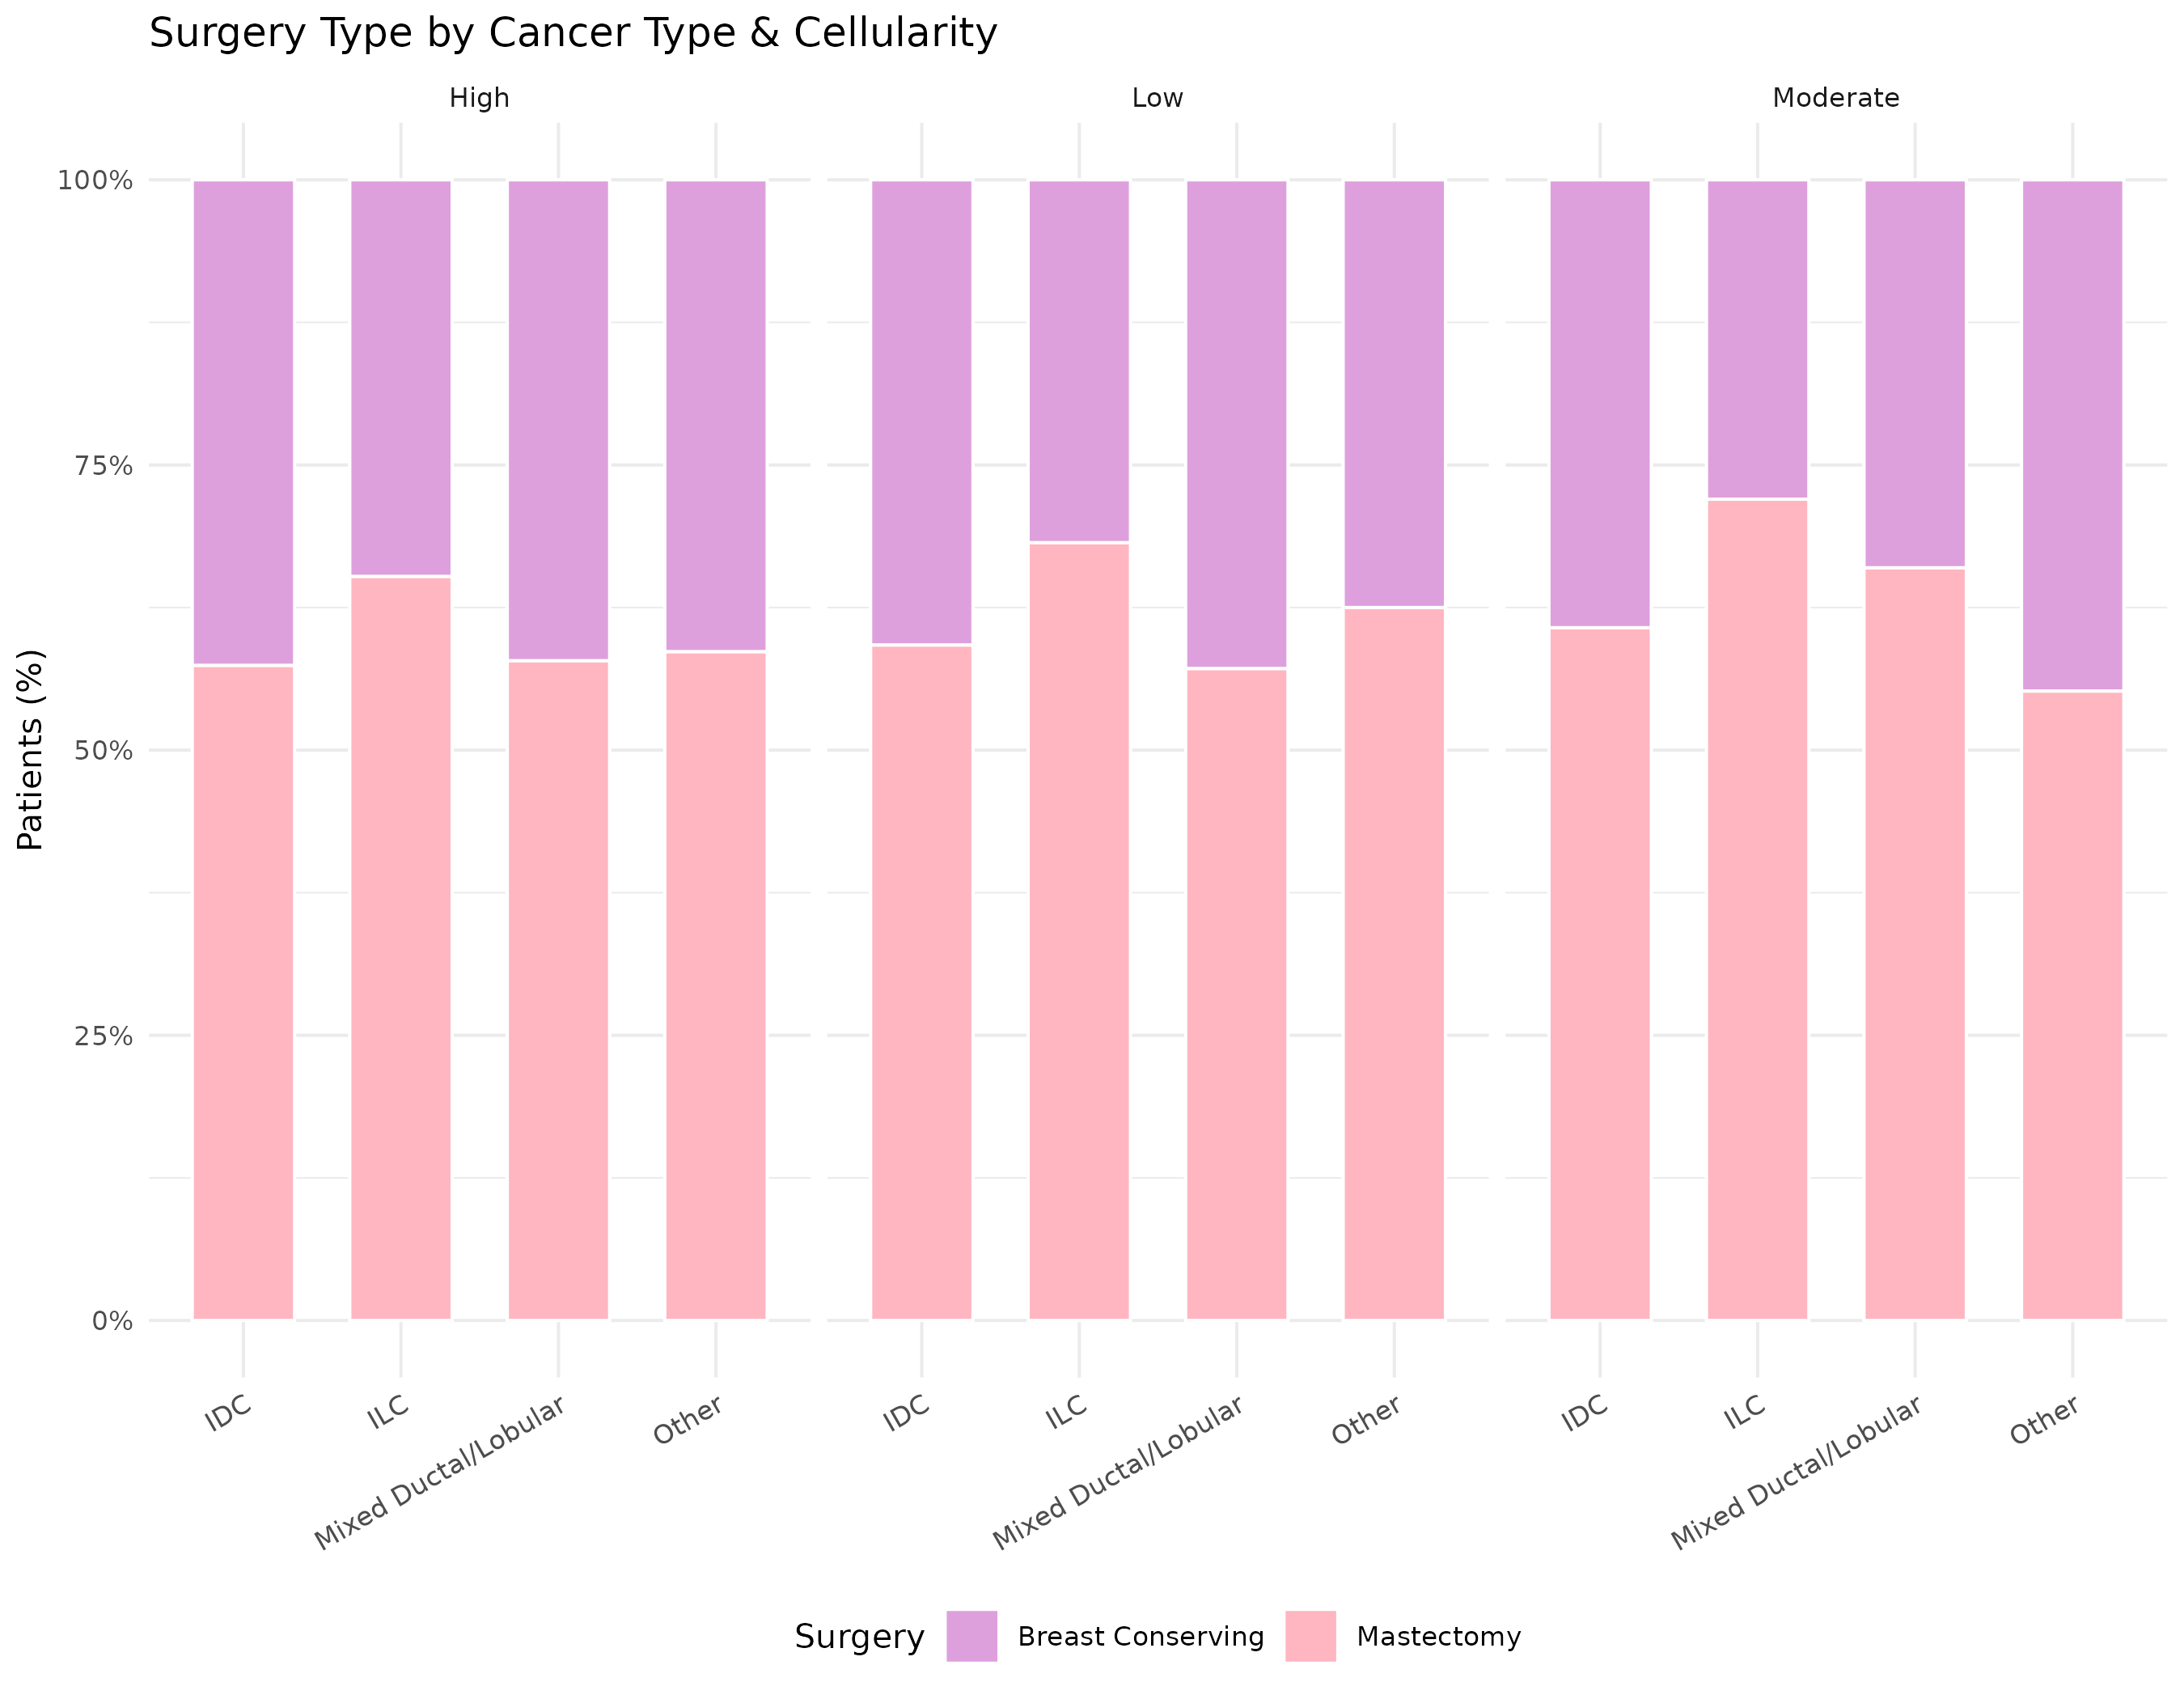 Surgery Type by Cancer Type & Cellularity
High Low Moderate
Patients (%)
100%
75%
50%
25%
0%
IDC ILC Mixed Ductal/Lobular Other IDC ILC Mixed Ductal/Lobular Other IDC ILC Mixed Ductal/Lobular Other
Surgery Breast Conserving Mastectomy